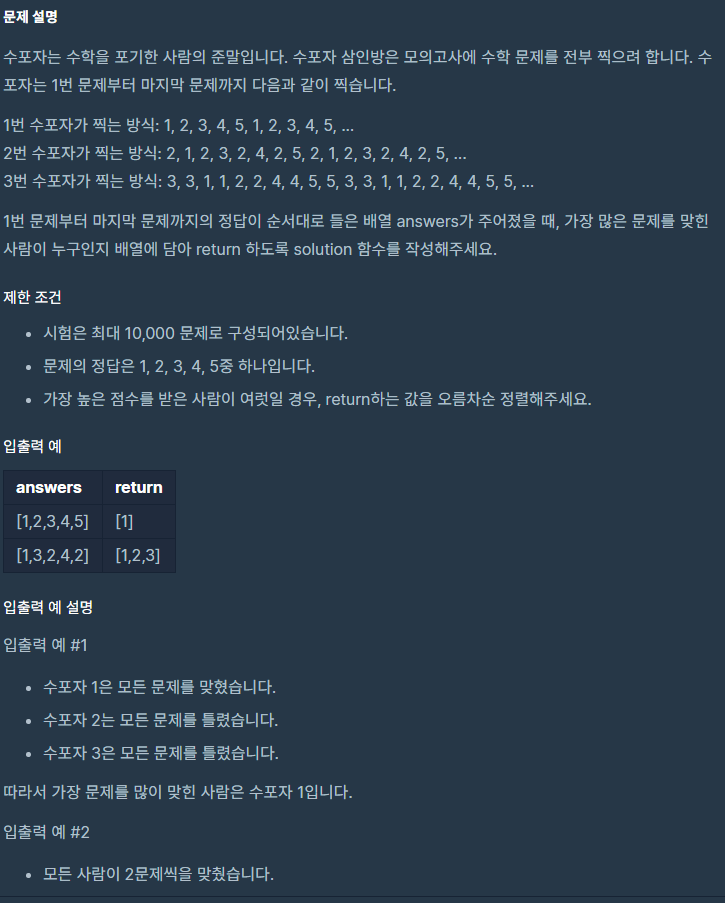 문제 설명
수포자는 수학을 포기한 사람의 준말입니다. 수포자 삼인방은 모의고사에 수학 문제를 전부 찍으려 합니다. 수
포자는 1번 문제부터 마지막 문제까지 다음과 같이 찍습니다.
1번 수포자가 찍는 방식: 1, 2, 3, 4, 5, 1, 2, 3, 4, 5, ...
2번 수포자가 찍는 방식: 2, 1, 2, 3, 2, 4, 2, 5, 2, 1, 2, 3, 2, 4, 2, 5, ...
3번 수포자가 찍는 방식: 3, 3, 1, 1, 2, 2, 4, 4, 5, 5, 3, 3, 1, 1, 2, 2, 4, 4, 5, 5, ...
1번 문제부터 마지막 문제까지의 정답이 순서대로 들은 배열 answers가 주어졌을 때, 가장 많은 문제를 맞힌
사람이 누구인지 배열에 담아 return 하도록 solution 함수를 작성해주세요.
제한 조건
• 시험은 최대 10,000 문제로 구성되어있습니다.
• 문제의 정답은 1, 2, 3, 4, 5중 하나입니다.
• 가장 높은 점수를 받은 사람이 여럿일 경우, return하는 값을 오름차순 정렬해주세요.
입출력 예
answers return
[1,2,3,4,5] [1]
[1,3,2,4,2] [1,2,3]
입출력 예 설명
입출력 예 #1
• 수포자 1은 모든 문제를 맞혔습니다.
• 수포자 2는 모든 문제를 틀렸습니다.
• 수포자 3은 모든 문제를 틀렸습니다.
따라서 가장 문제를 많이 맞힌 사람은 수포자 1입니다.
입출력 예 #2
• 모든 사람이 2문제씩을 맞췄습니다.